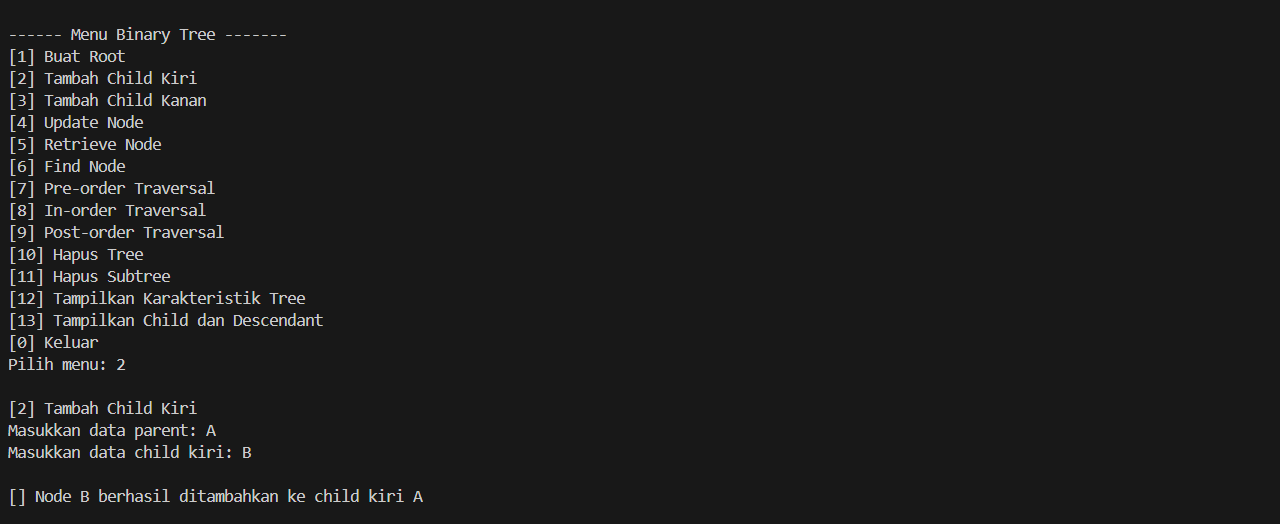 ------ Menu Binary Tree -------
[1] Buat Root
[2] Tambah Child Kiri
[3] Tambah Child Kanan
[4] Update Node
[5] Retrieve Node
[6] Find Node
[7] Pre-order Traversal
[8] In-order Traversal
[9] Post-order Traversal
[10] Hapus Tree
[11] Hapus Subtree
[12] Tampilkan Karakteristik Tree
[13] Tampilkan Child dan Descendant
[0] Keluar
Pilih menu: 2
[2] Tambah Child Kiri
Masukkan data parent: A
Masukkan data child kiri: B
[] Node B berhasil ditambahkan ke child kiri A